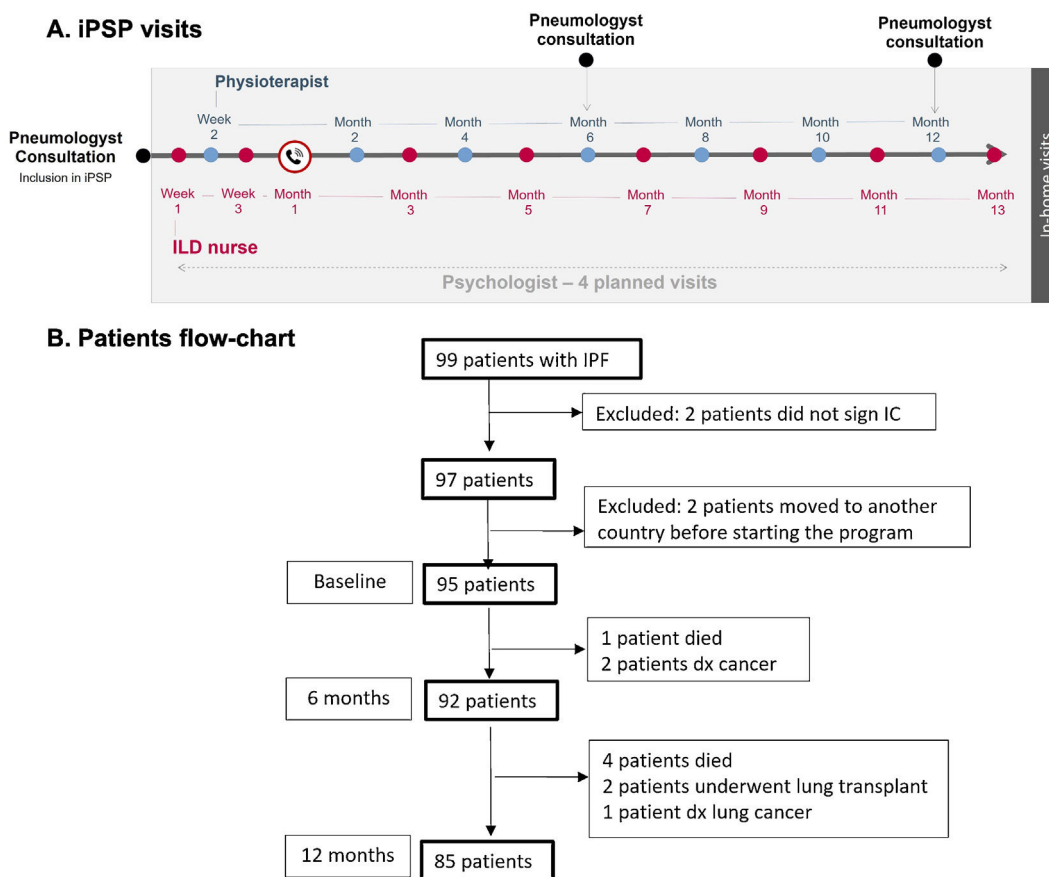 A. iPSP visits
Pneumologyst
consultation
Pneumologyst
consultation
Physioterapist
Week
2
Month
2
Month
4
Month
6
Month
8
Month
10
Month
12
Pneumologyst
Consultation
Inclusion in iPSP
Week
1
Week
3
Month
1
Month
3
Month
5
Month
7
Month
9
Month
11
Month
13
ILD nurse
Psychologist – 4 planned visits
In-home visits
B. Patients flow-chart
99 patients with IPF
Excluded: 2 patients did not sign IC
97 patients
Excluded: 2 patients moved to another
country before starting the program
Baseline
95 patients
1 patient died
2 patients dx cancer
6 months
92 patients
4 patients died
2 patients underwent lung transplant
1 patient dx lung cancer
12 months
85 patients